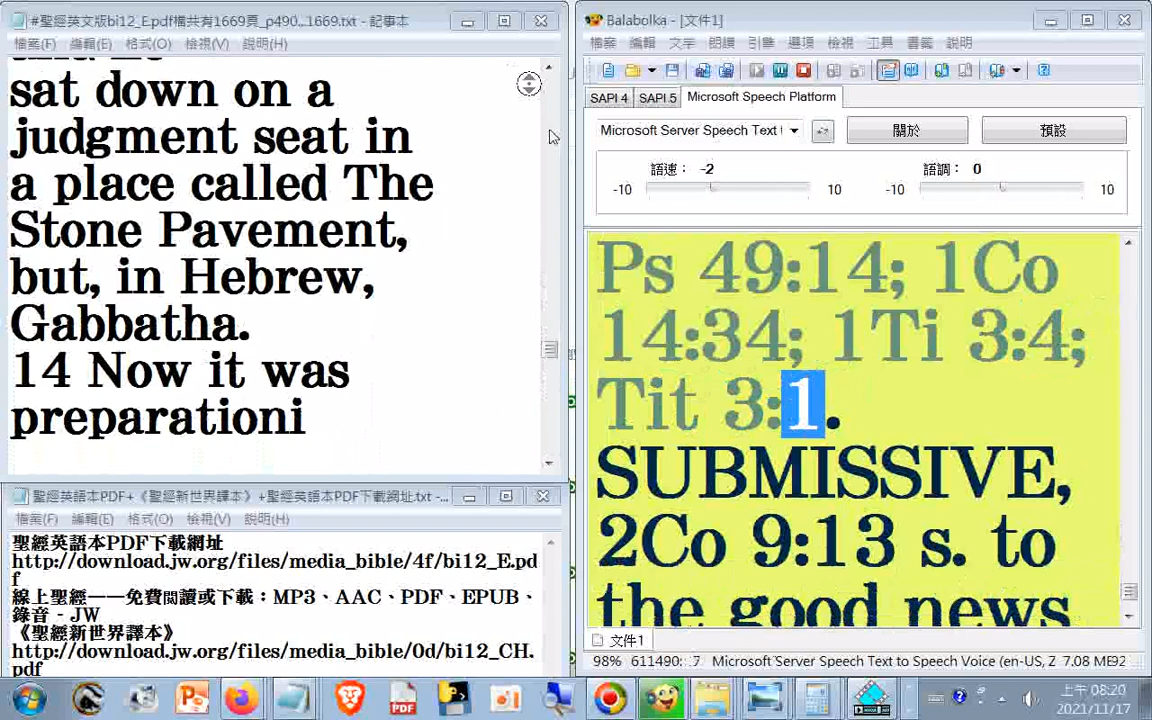 #聖經英文版bi12_E.pdf檔共有1669頁_p490,..1669.txt - 記事本
檔案(F) 編輯(E) 格式(O) 檢視(V) 說明(H)
sat down on a
judgment seat in
a place called The
Stone Pavement,
but, in Hebrew,
Gabbatha.
14 Now it was
preparationi
聖經英語本PDF+《聖經新世界譯本》+聖經英語本PDF下載網址.txt - ...
檔案(F) 編輯(E) 格式(O) 檢視(V) 說明(H)
聖經英語本PDF下載網址
http://download.jw.org/files/media_bible/4f/bi12_E.pd
f
線上聖經——免費閱讀或下載：MP3、AAC、PDF、EPUB、
錄音 - JW
《聖經新世界譯本》
http://download.jw.org/files/media_bible/0d/bi12_CH.
pdf
Balabolka - [文件1]
檔案 編輯 文字 朗讀 引擎 選項 檢視 工具 書籤 說明
SAPI 4 SAPI 5 Microsoft Speech Platform
Microsoft Server Speech Text 關於 預設
語速： -2 語調： 0
-10 10 -10 10
Ps 49:14; 1Co
14:34; 1Ti 3:4;
Tit 3:1.
SUBMISSIVE,
2Co 9:13 s. to
the good news
文件1
98% 611490:.7 Microsoft Server Speech Text to Speech Voice (en-US, Z 7.08 ME92
PDF
上午 08:20
2021/11/17